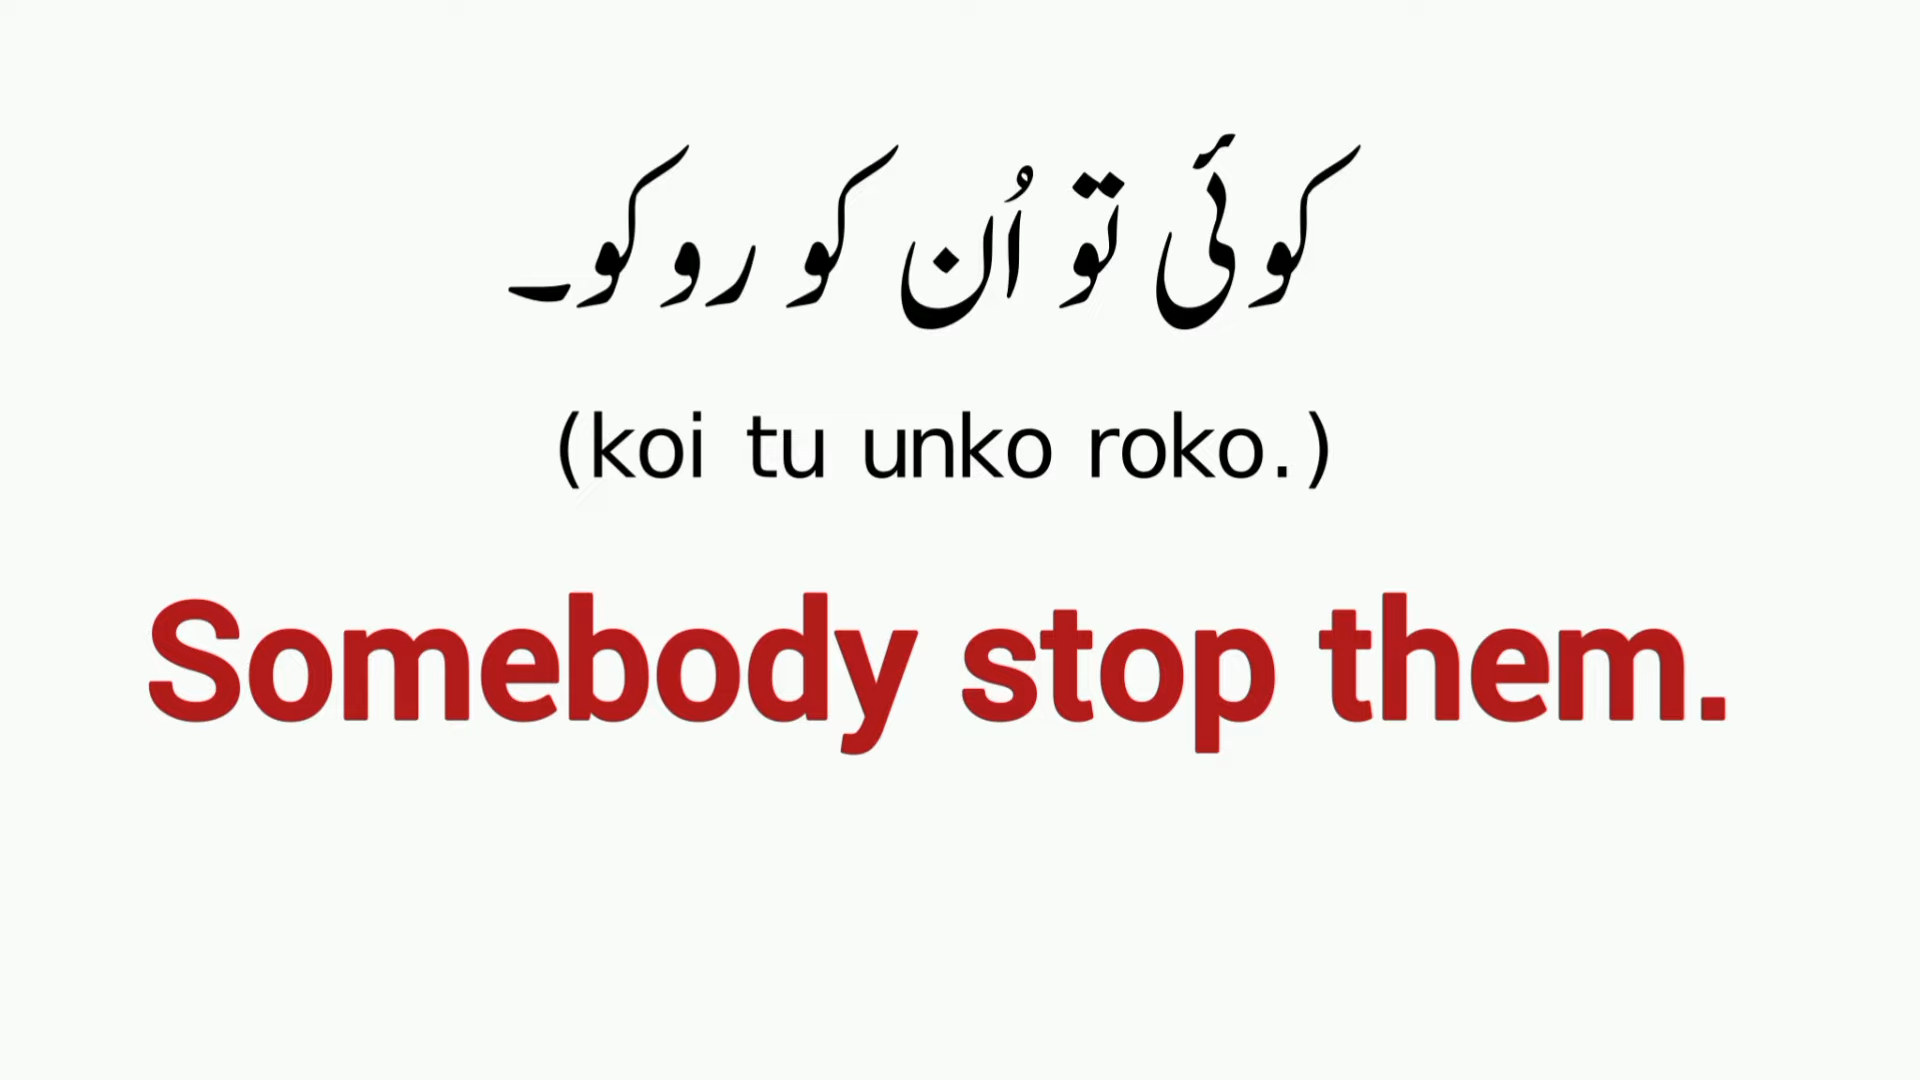 کوئی تو اُن کو روکو۔
(koi tu unko roko.)
Somebody stop them.